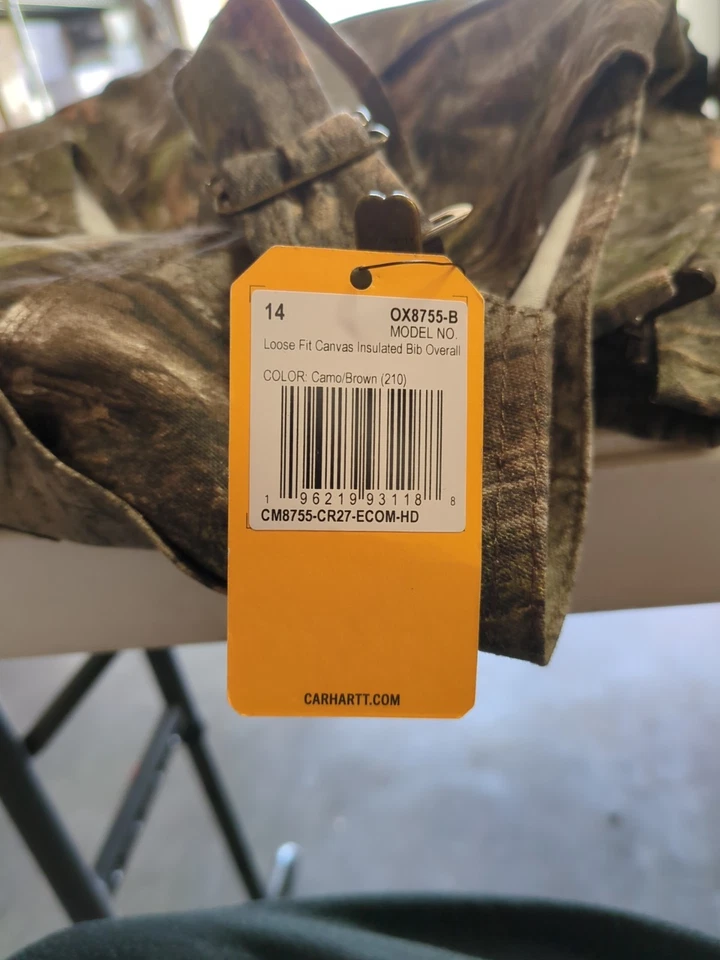 14 OX8755-B
MODEL NO.
Loose Fit Canvas Insulated Bib Overall
COLOR: Camo/Brown (210)
1 96219 93118 8
CM8755-CR27-ECOM-HD
CARHARTT.COM